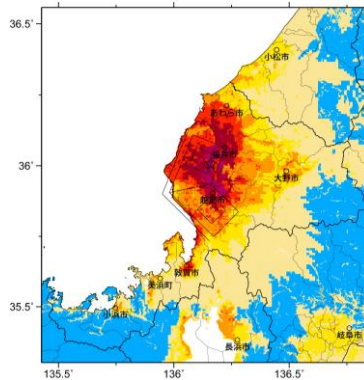 36.5°
小松市
あわら市
福井市
36°
大野市
越前市
敦賀市
美浜町
35.5°
小浜市
岐阜市
長浜市
135.5°
136°
136.5°